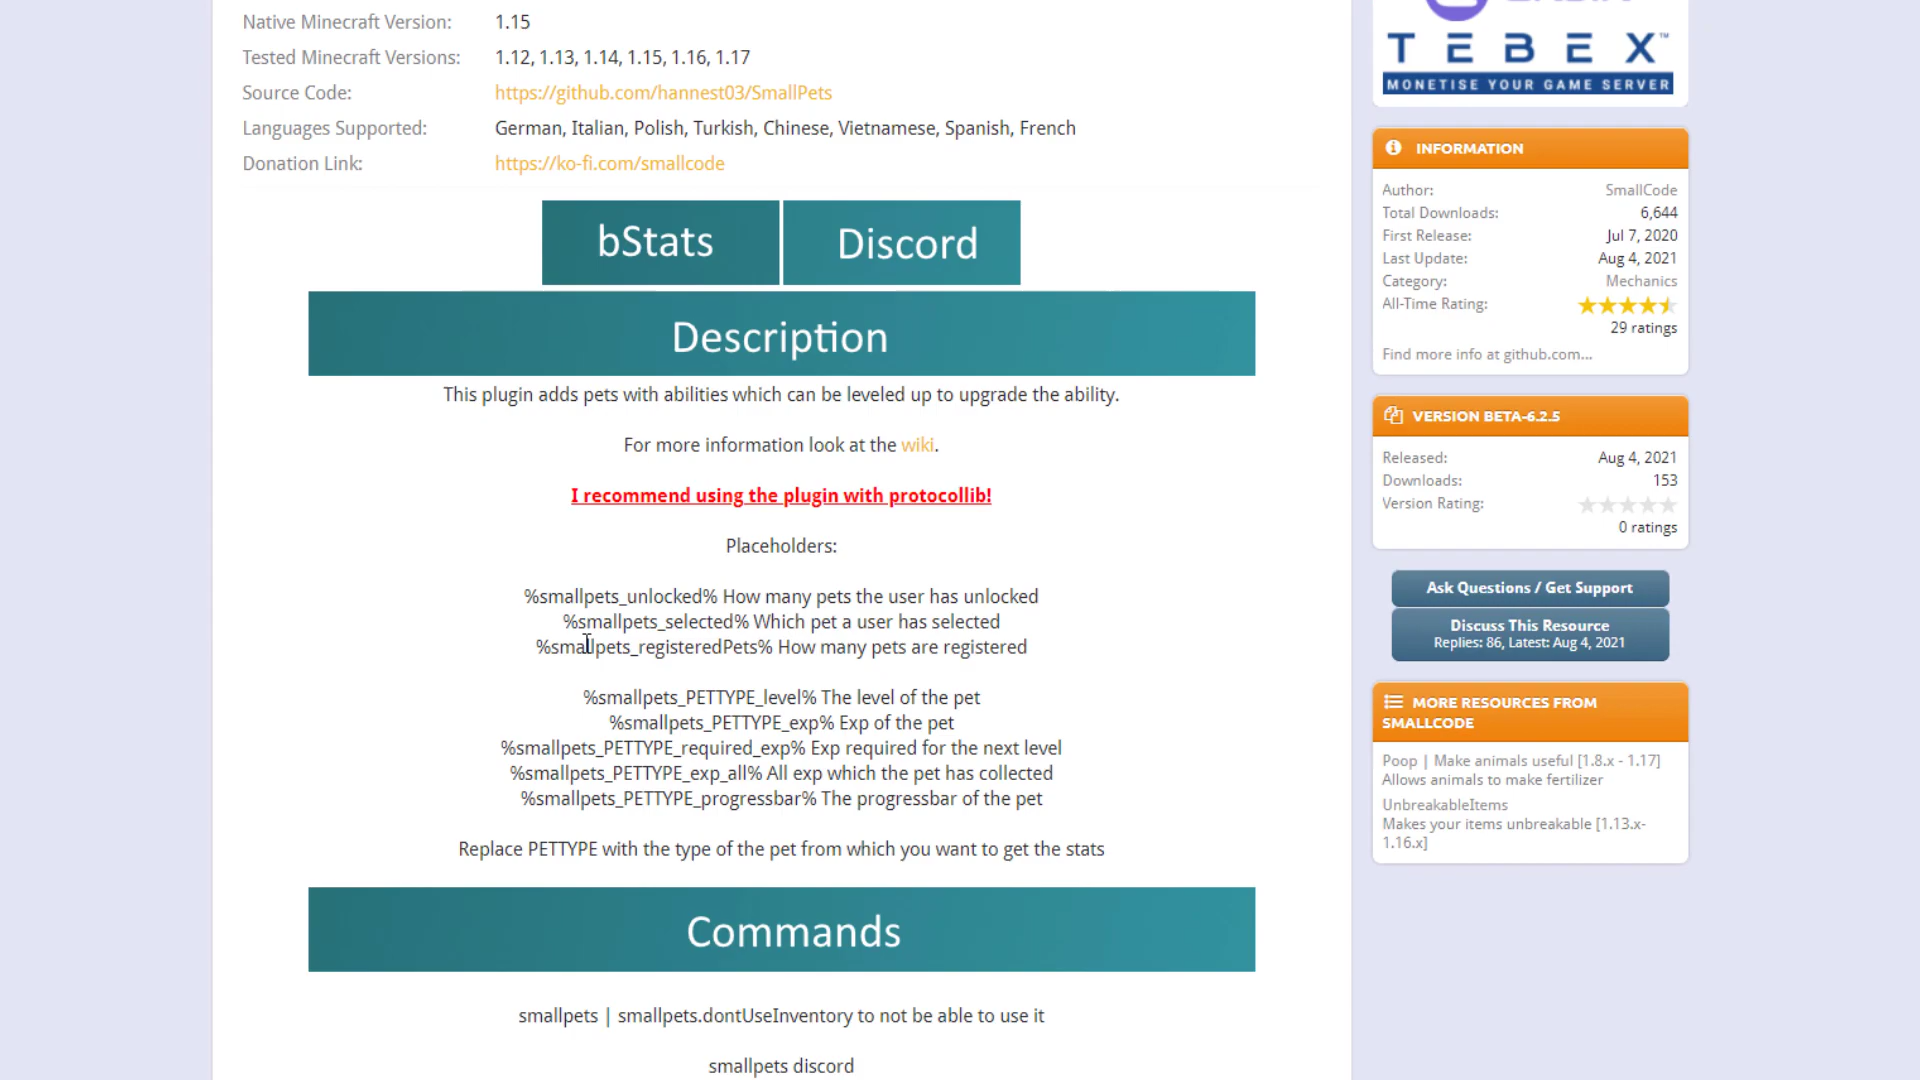 Native Minecraft Version: 1.15
Tested Minecraft Versions: 1.12, 1.13, 1.14, 1.15, 1.16, 1.17
Source Code: https://github.com/hannest03/SmallPets
Languages Supported: German, Italian, Polish, Turkish, Chinese, Vietnamese, Spanish, French
Donation Link: https://ko-fi.com/smallcode
bStats Discord
Description
This plugin adds pets with abilities which can be leveled up to upgrade the ability.
For more information look at the wiki.
I recommend using the plugin with protocollib!
Placeholders:
%smallpets_unlocked% How many pets the user has unlocked
%smallpets_selected% Which pet a user has selected
%smallpets_registeredPets% How many pets are registered
%smallpets_PETTYPE_level% The level of the pet
%smallpets_PETTYPE_exp% Exp of the pet
%smallpets_PETTYPE_required_exp% Exp required for the next level
%smallpets_PETTYPE_exp_all% All exp which the pet has collected
%smallpets_PETTYPE_progressbar% The progressbar of the pet
Replace PETTYPE with the type of the pet from which you want to get the stats
Commands
smallpets | smallpets.dontUseInventory to not be able to use it
smallpets discord
TEBEX™
MONETISE YOUR GAME SERVER
INFORMATION
Author: SmallCode
Total Downloads: 6,644
First Release: Jul 7, 2020
Last Update: Aug 4, 2021
Category: Mechanics
All-Time Rating:
29 ratings
Find more info at github.com...
VERSION BETA-6.2.5
Released: Aug 4, 2021
Downloads: 153
Version Rating:
0 ratings
Ask Questions / Get Support
Discuss This Resource
Replies: 86, Latest: Aug 4, 2021
MORE RESOURCES FROM
SMALLCODE
Poop | Make animals useful [1.8.x - 1.17]
Allows animals to make fertilizer
UnbreakableItems
Makes your items unbreakable [1.13.x-
1.16.x]